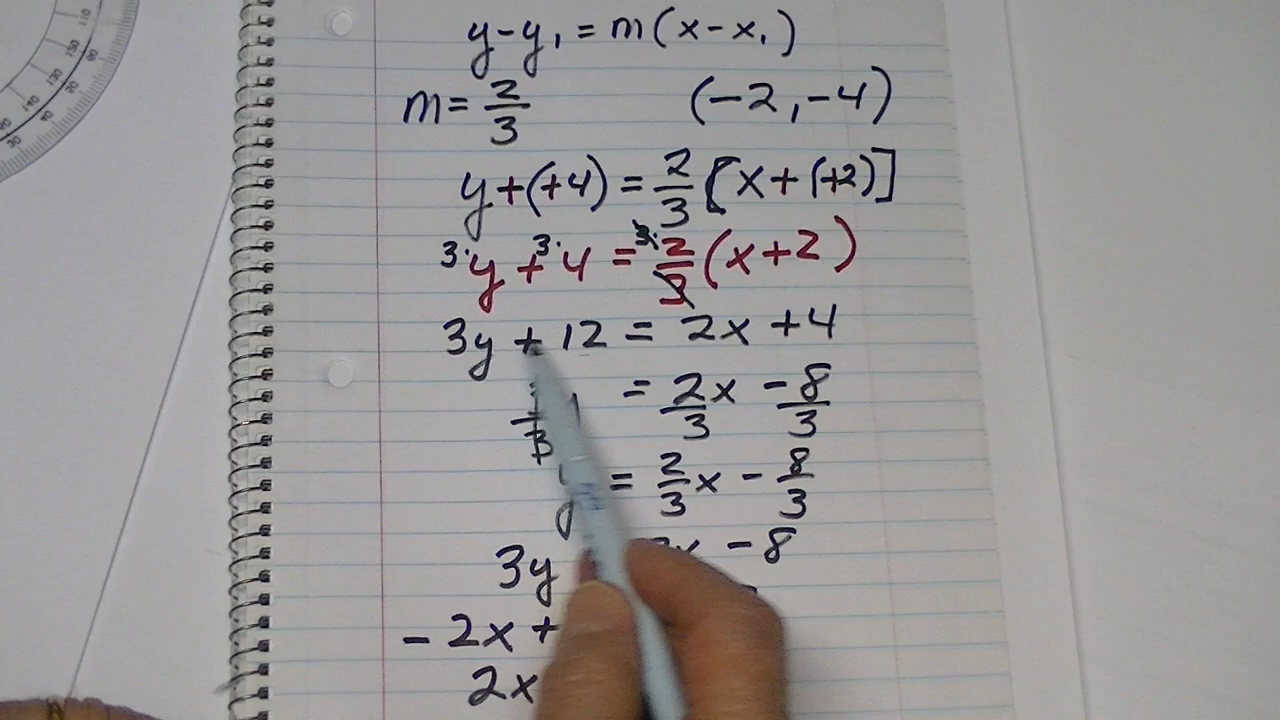 y-y₁ = m(x-x₁)
m = 2/3 (-2,-4)
y+(+4) = 2/3 [x+(+2)]
3·y + 3·4 = 3·2/3 (x+2)
3y + 12 = 2x + 4
= 2/3 x - 8/3
y = 2/3 x - 8/3
3y x - 8
- 2x +
2x